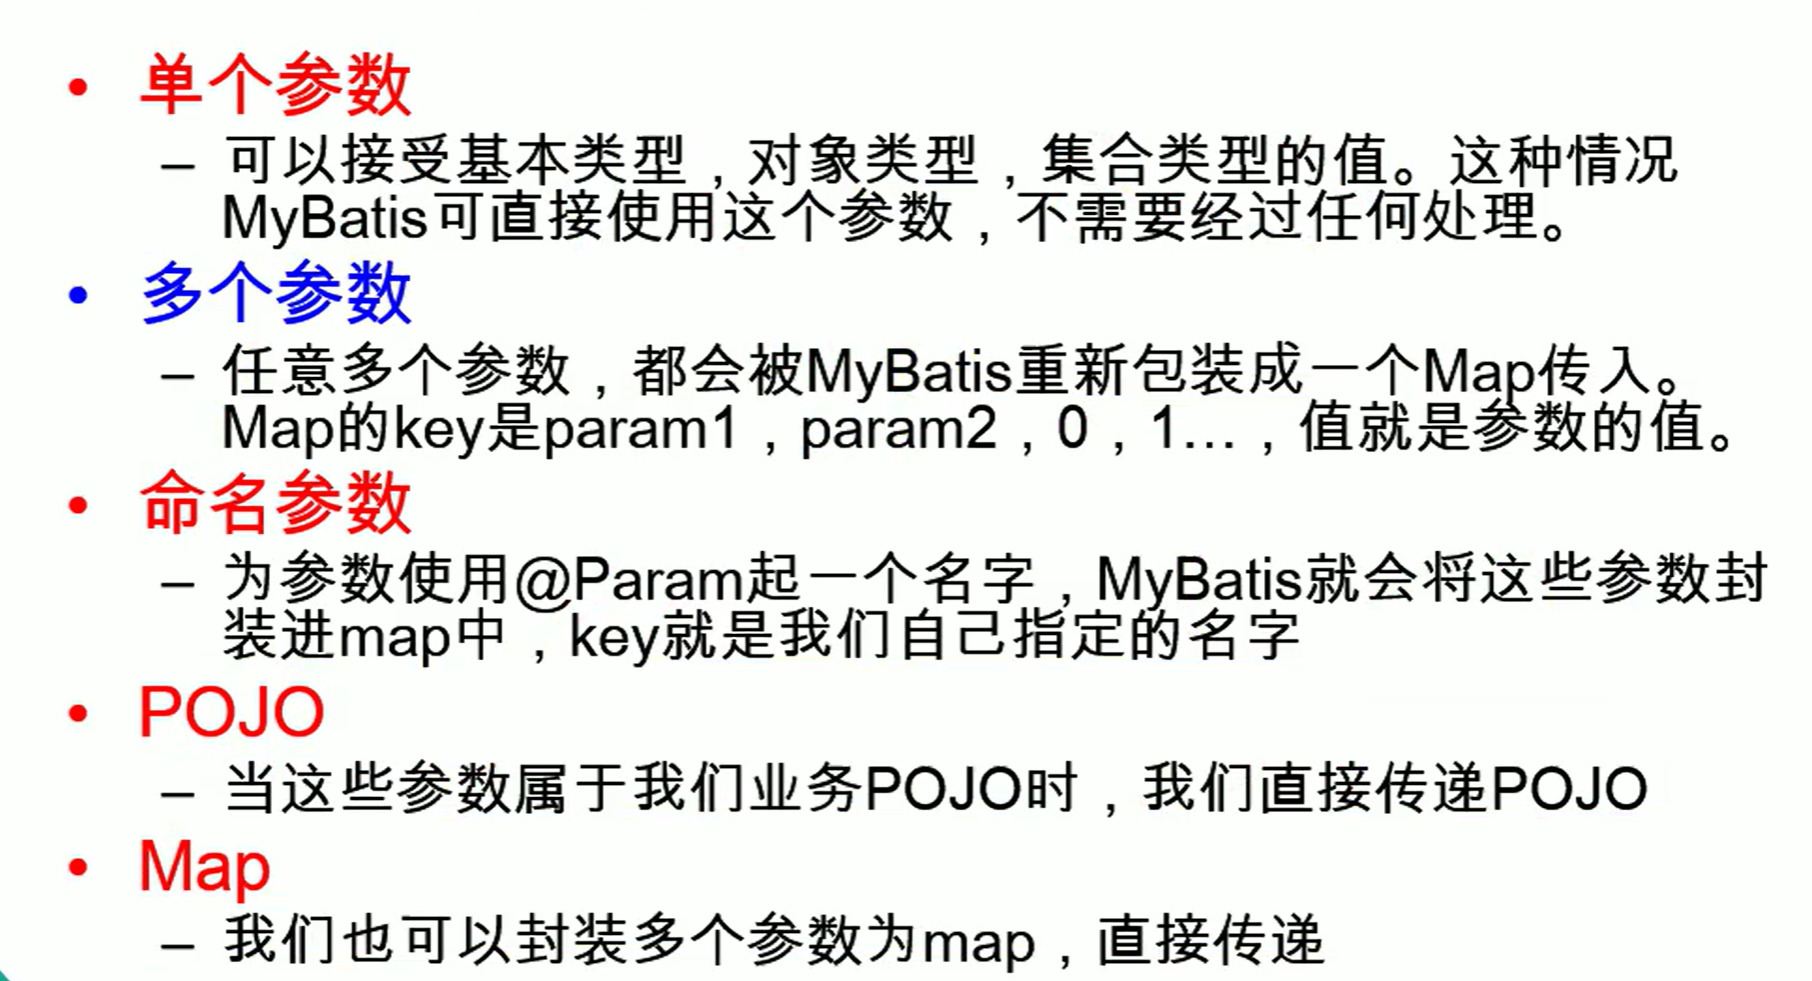 • 单个参数
– 可以接受基本类型，对象类型，集合类型的值。这种情况
MyBatis可直接使用这个参数，不需要经过任何处理。
• 多个参数
– 任意多个参数，都会被MyBatis重新包装成一个Map传入。
Map的key是param1，param2，0，1…，值就是参数的值。
• 命名参数
– 为参数使用@Param起一个名字，MyBatis就会将这些参数封
装进map中，key就是我们自己指定的名字
• POJO
– 当这些参数属于我们业务POJO时，我们直接传递POJO
• Map
– 我们也可以封装多个参数为map，直接传递